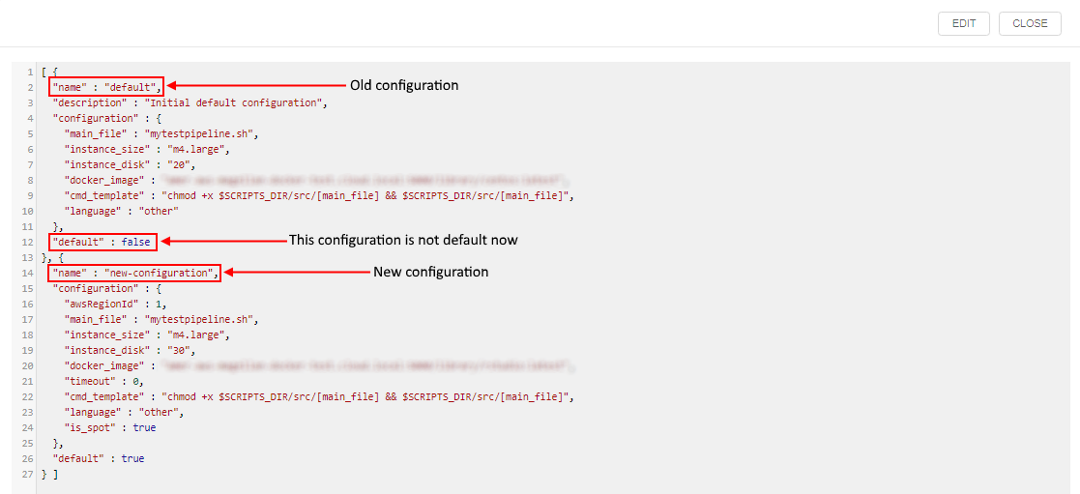 EDIT CLOSE
1 [ {
2 "name" : "default", Old configuration
3 "description" : "Initial default configuration",
4 "configuration" : {
5 "main_file" : "mytestpipeline.sh",
6 "instance_size" : "m4.large",
7 "instance_disk" : "20",
8 "docker_image" :
9 "cmd_template" : "chmod +x $SCRIPTS_DIR/src/[main_file] && $SCRIPTS_DIR/src/[main_file]",
10 "language" : "other"
11 },
12 "default" : false This configuration is not default now
13 }, {
14 "name" : "new-configuration", New configuration
15 "configuration" : {
16 "awsRegionId" : 1,
17 "main_file" : "mytestpipeline.sh",
18 "instance_size" : "m4.large",
19 "instance_disk" : "30",
20 "docker_image" :
21 "timeout" : 0,
22 "cmd_template" : "chmod +x $SCRIPTS_DIR/src/[main_file] && $SCRIPTS_DIR/src/[main_file]",
23 "language" : "other",
24 "is_spot" : true
25 },
26 "default" : true
27 } ]